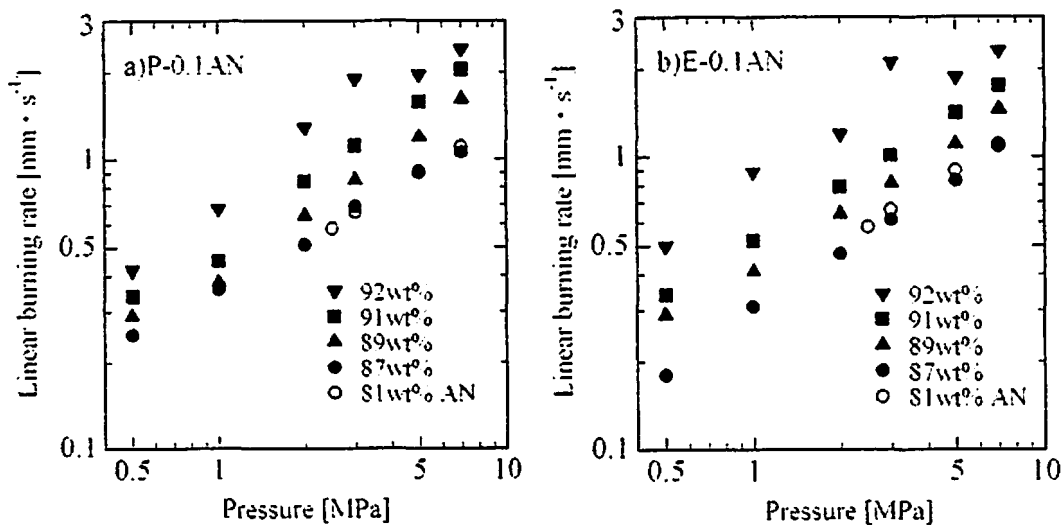 3
1
0.5
0.1
Linear burning rate [mm · s⁻¹]
a)P-0.1AN
92wt%
91wt%
89wt%
87wt%
81wt% AN
0.5 1 5 10
Pressure [MPa]
3
1
0.5
0.1
Linear burning rate [mm · s⁻¹]
b)E-0.1AN
92wt%
91wt%
89wt%
87wt%
81wt% AN
0.5 1 5 10
Pressure [MPa]